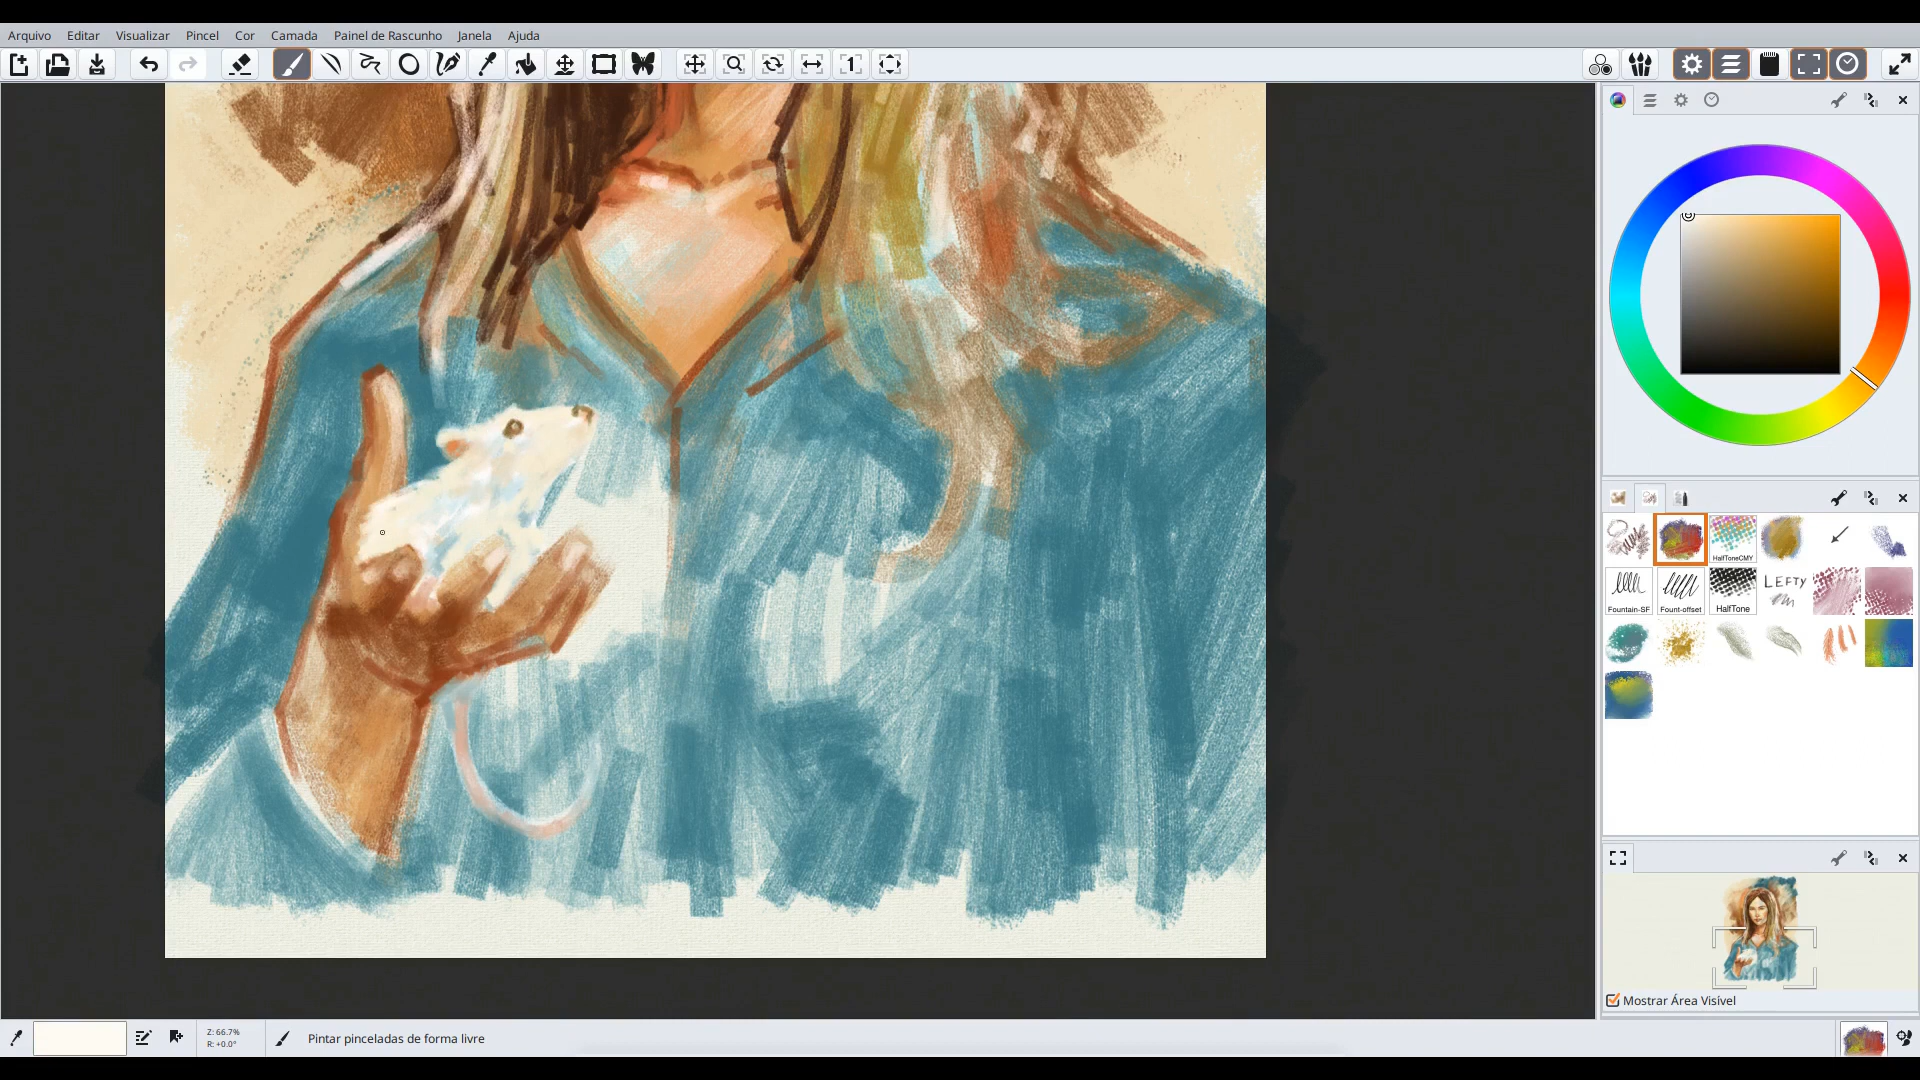 Arquivo Editar Visualizar Pincel Cor Camada Painel de Rascunho Janela Ajuda
1
HalfToneCMY
Fountain-SF Fount-offset HalfTone LEFTY
Mostrar Área Visível
Z: 66.7%
R: +0.0°
Pintar pinceladas de forma livre